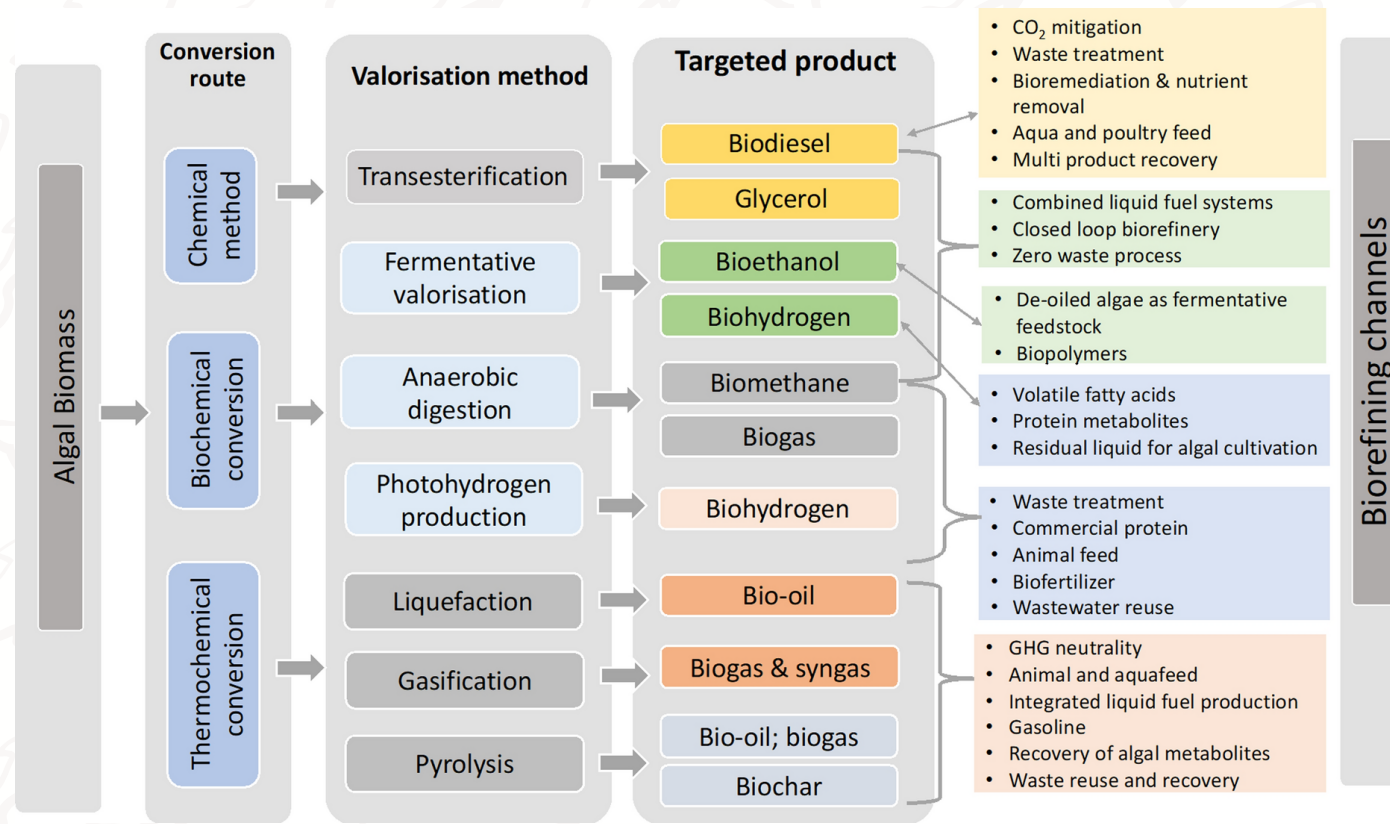 Algal Biomass
Conversion
route
Chemical
method
Biochemical
conversion
Thermochemical
conversion
Valorisation method
Transesterification
Fermentative
valorisation
Anaerobic
digestion
Photohydrogen
production
Liquefaction
Gasification
Pyrolysis
Targeted product
Biodiesel
Glycerol
Bioethanol
Biohydrogen
Biomethane
Biogas
Biohydrogen
Bio-oil
Biogas & syngas
Bio-oil; biogas
Biochar
• CO₂ mitigation
• Waste treatment
• Bioremediation & nutrient
removal
• Aqua and poultry feed
• Multi product recovery
• Combined liquid fuel systems
• Closed loop biorefinery
• Zero waste process
• De-oiled algae as fermentative
feedstock
• Biopolymers
• Volatile fatty acids
• Protein metabolites
• Residual liquid for algal cultivation
• Waste treatment
• Commercial protein
• Animal feed
• Biofertilizer
• Wastewater reuse
• GHG neutrality
• Animal and aquafeed
• Integrated liquid fuel production
• Gasoline
• Recovery of algal metabolites
• Waste reuse and recovery
Biorefining channels